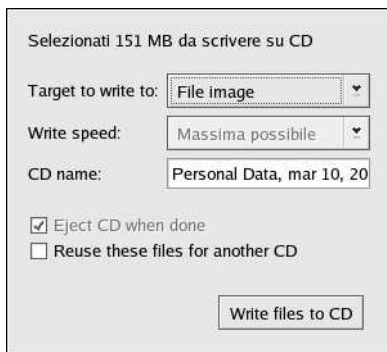 Selezionati 151 MB da scrivere su CD
Target to write to: File image
Write speed: Massima possibile
CD name: Personal Data, mar 10, 20
Eject CD when done
Reuse these files for another CD
Write files to CD